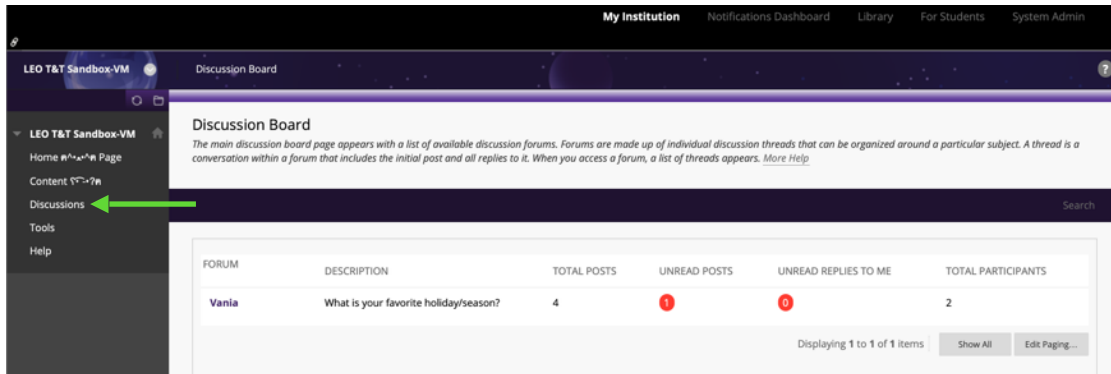 My Institution Notifications Dashboard Library For Students System Admin
LEO T&T Sandbox-VM Discussion Board ?
LEO T&T Sandbox-VM
Home Page
Content
Discussions
Tools
Help
Discussion Board
The main discussion board page appears with a list of available discussion forums. Forums are made up of individual discussion threads that can be organized around a particular subject. A thread is a
conversation within a forum that includes the initial post and all replies to it. When you access a forum, a list of threads appears. More Help
Search
FORUM DESCRIPTION TOTAL POSTS UNREAD POSTS UNREAD REPLIES TO ME TOTAL PARTICIPANTS
Vania What is your favorite holiday/season? 4 1 0 2
Displaying 1 to 1 of 1 items Show All Edit Paging...